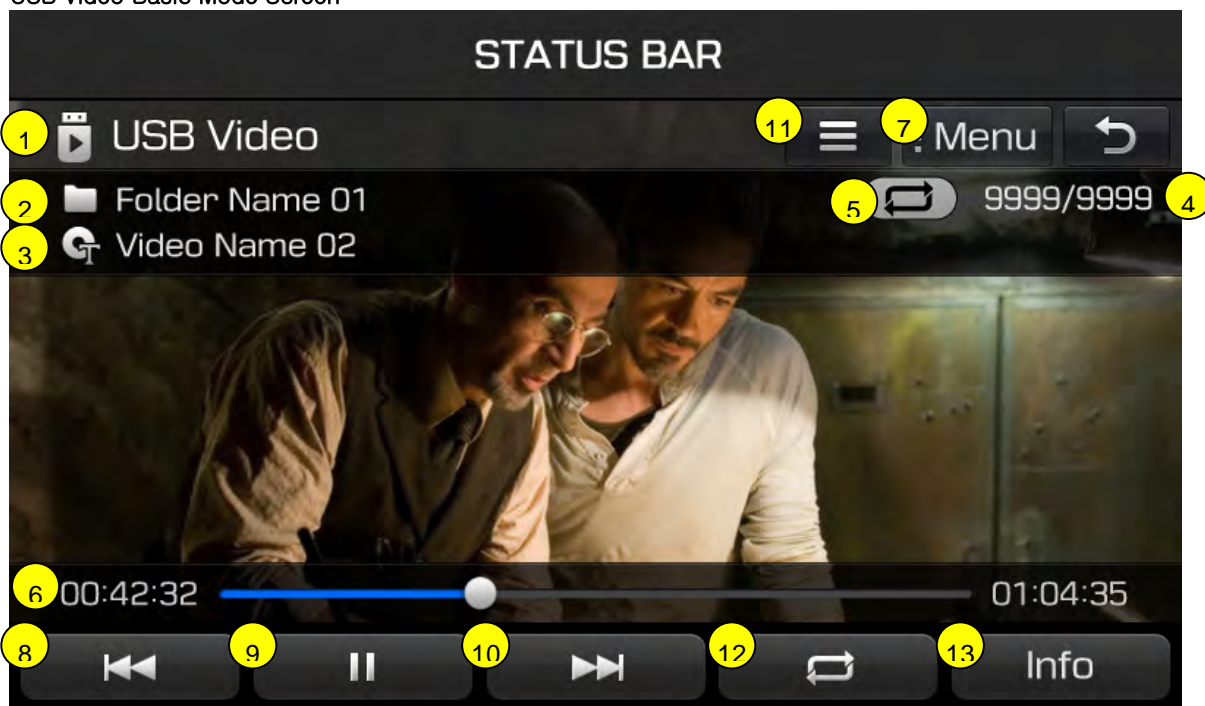 USB Video Basic Mode Screen
STATUS BAR
1 USB Video 11 7 : Menu
2 Folder Name 01 5 9999/9999 4
3 Video Name 02
6 00:42:32 01:04:35
8 9 10 12 13 Info